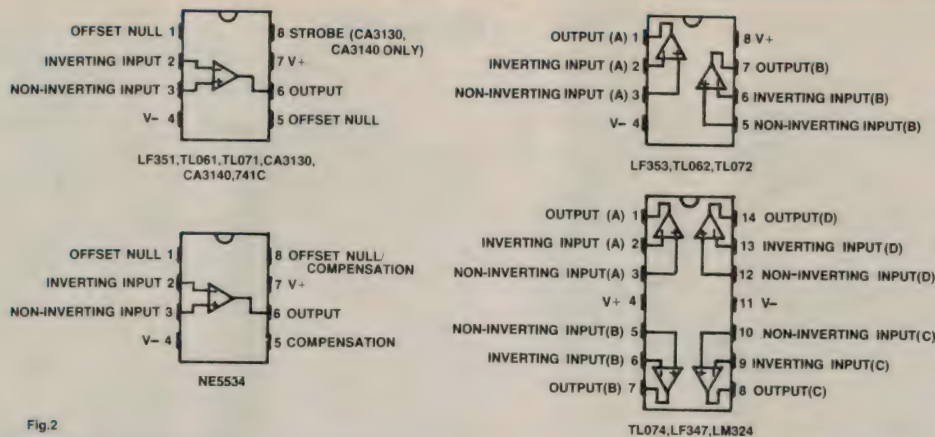 OFFSET NULL 1
INVERTING INPUT 2
NON-INVERTING INPUT 3
V- 4
8 STROBE (CA3130,
CA3140 ONLY)
7 V+
6 OUTPUT
5 OFFSET NULL
LF351,TL061,TL071,CA3130,
CA3140,741C
OUTPUT (A) 1
INVERTING INPUT (A) 2
NON-INVERTING INPUT (A) 3
V- 4
8 V+
7 OUTPUT(B)
6 INVERTING INPUT(B)
5 NON-INVERTING INPUT(B)
LF353,TL062,TL072
OFFSET NULL 1
INVERTING INPUT 2
NON-INVERTING INPUT 3
V- 4
8 OFFSET NULL/
COMPENSATION
7 V+
6 OUTPUT
5 COMPENSATION
NE5534
OUTPUT (A) 1
INVERTING INPUT (A) 2
NON-INVERTING INPUT(A) 3
V+ 4
NON-INVERTING INPUT(B) 5
INVERTING INPUT(B) 6
OUTPUT(B) 7
14 OUTPUT(D)
13 INVERTING INPUT(D)
12 NON-INVERTING INPUT(D)
11 V-
10 NON-INVERTING INPUT(C)
9 INVERTING INPUT(C)
8 OUTPUT(C)
TL074,LF347,LM324
Fig.2